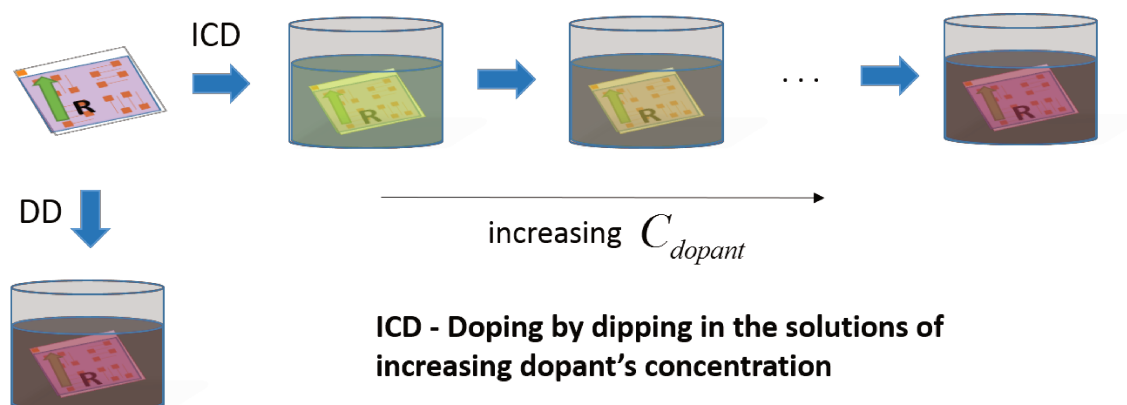 ICD
R
R
R
R
. . .
DD
increasing C_dopant
R
ICD - Doping by dipping in the solutions of
increasing dopant’s concentration